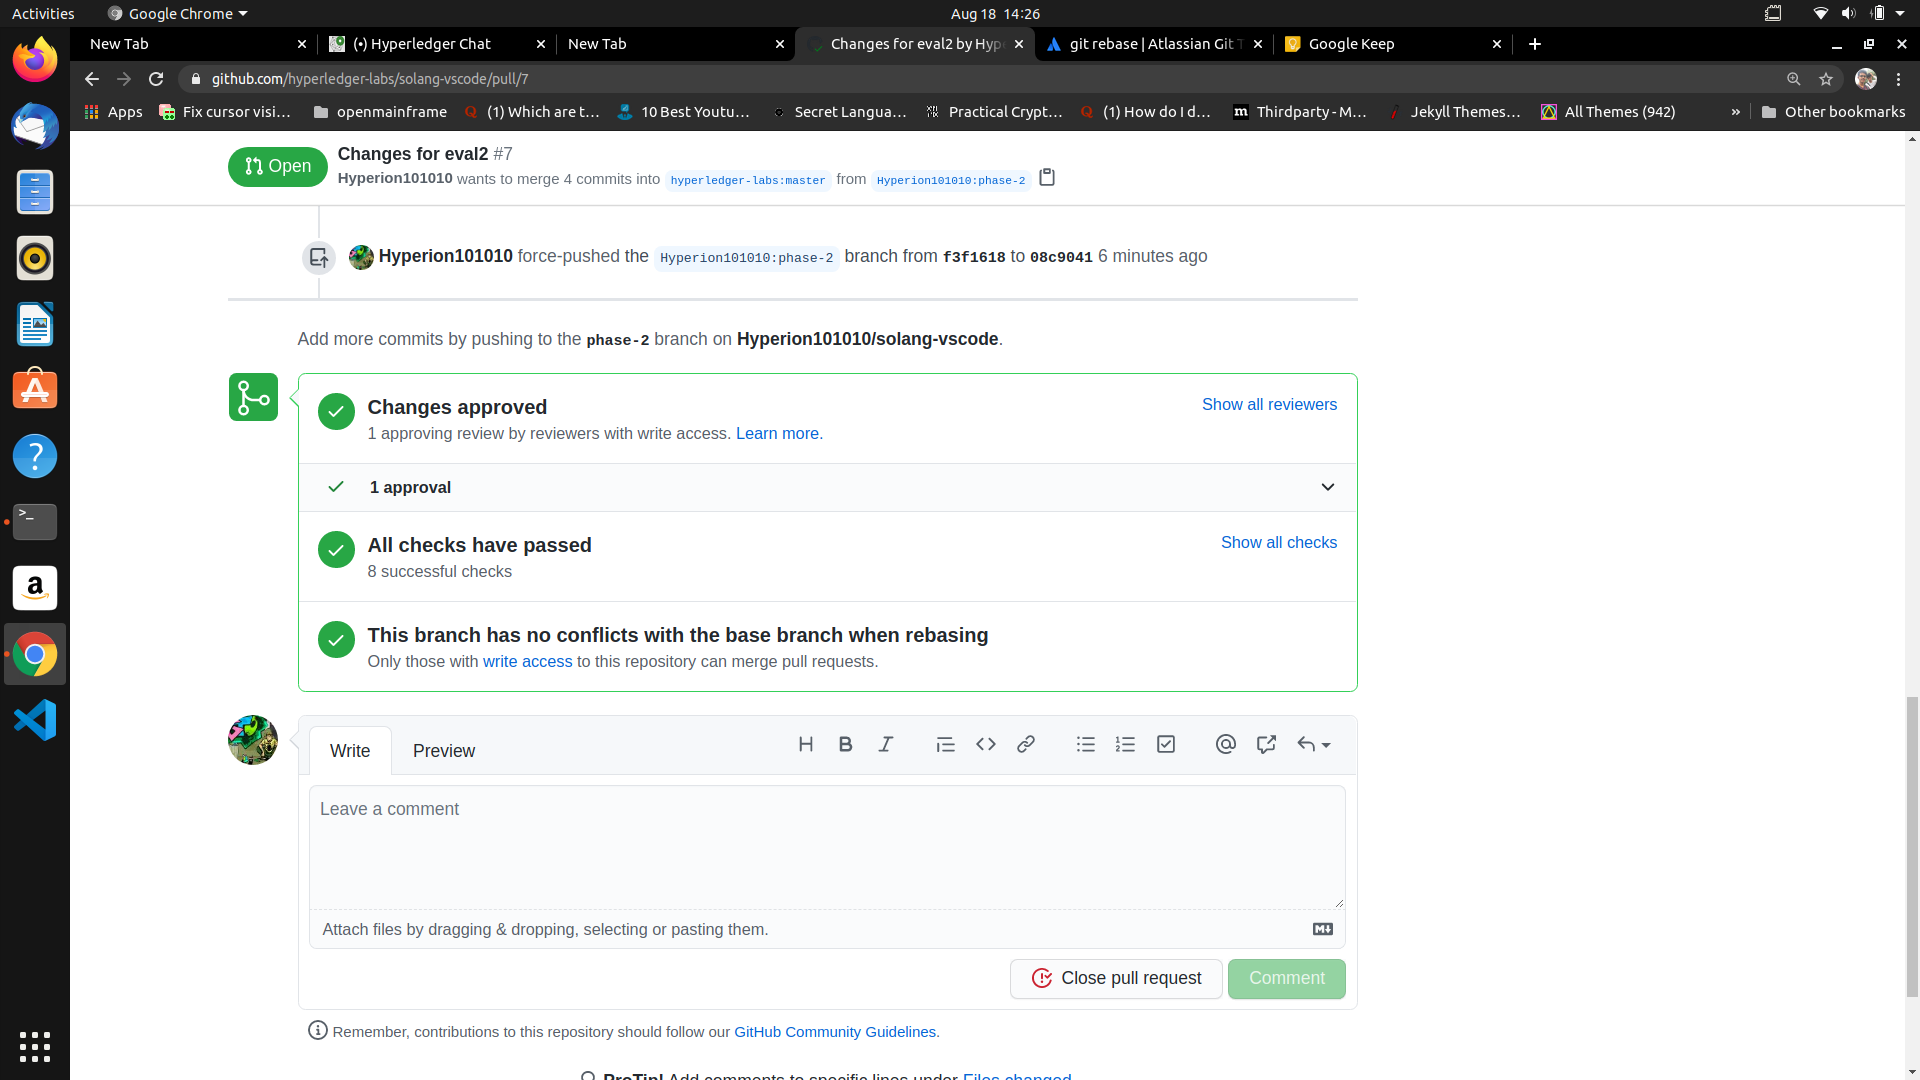 Activities
Google Chrome
Aug 18 14:26
New Tab
(•) Hyperledger Chat
New Tab
Changes for eval2 by Hyp
git rebase | Atlassian Git T
Google Keep
github.com/hyperledger-labs/solang-vscode/pull/7
Apps
Fix cursor visi…
openmainframe
(1) Which are t…
10 Best Youtu…
Secret Langua…
Practical Crypt…
(1) How do I d…
Thirdparty - M…
Jekyll Themes…
All Themes (942)
»
Other bookmarks
Open
Changes for eval2 #7
Hyperion101010 wants to merge 4 commits into hyperledger-labs:master from Hyperion101010:phase-2
Hyperion101010 force-pushed the Hyperion101010:phase-2 branch from f3f1618 to 08c9041 6 minutes ago
Add more commits by pushing to the phase-2 branch on Hyperion101010/solang-vscode.
Changes approved
Show all reviewers
1 approving review by reviewers with write access. Learn more.
1 approval
All checks have passed
Show all checks
8 successful checks
This branch has no conflicts with the base branch when rebasing
Only those with write access to this repository can merge pull requests.
Write
Preview
Leave a comment
Attach files by dragging & dropping, selecting or pasting them.
Close pull request
Comment
Remember, contributions to this repository should follow our GitHub Community Guidelines.
ProTip! Add comments to specific lines under Files changed